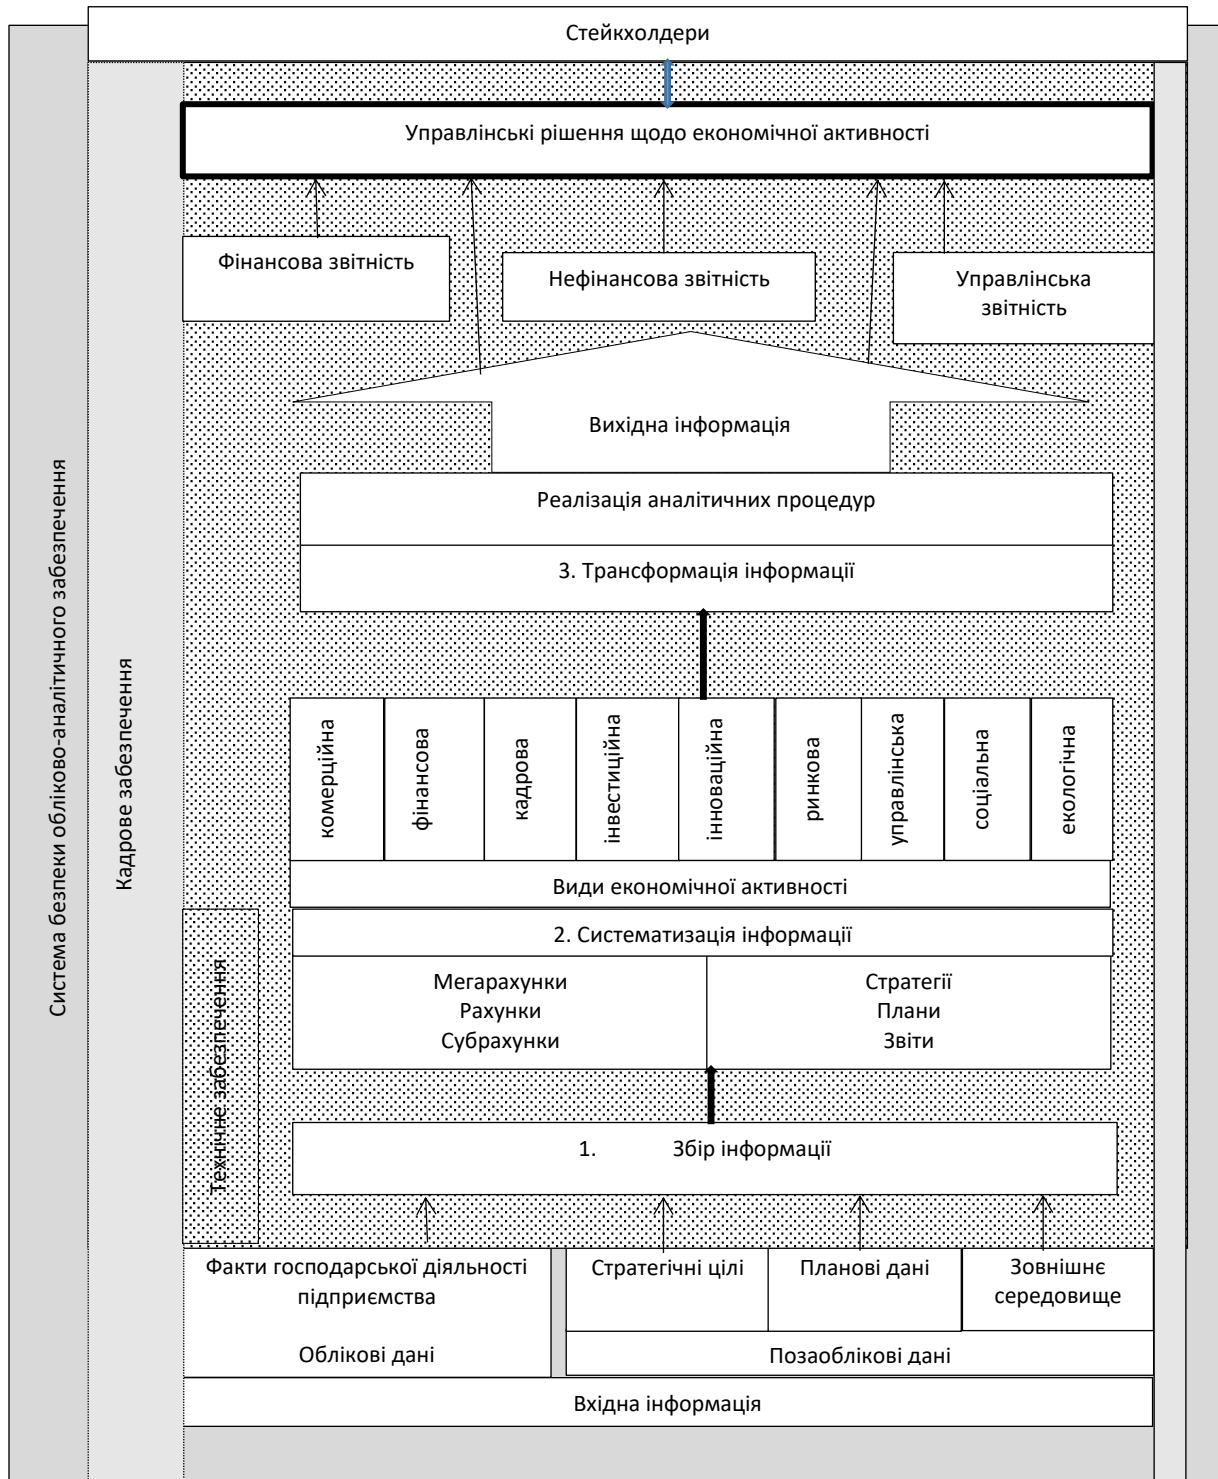 Стейкхолдери
Управлінські рішення щодо економічної активності
Фінансова звітність
Нефінансова звітність
Управлінська
звітність
Вихідна інформація
Реалізація аналітичних процедур
3. Трансформація інформації
комерційна
фінансова
кадрова
інвестиційна
інноваційна
ринкова
управлінська
соціальна
екологічна
Види економічної активності
2. Систематизація інформації
Мегарахунки
Рахунки
Субрахунки
Стратегії
Плани
Звіти
1. Збір інформації
Факти господарської діяльності
підприємства
Облікові дані
Стратегічні цілі
Планові дані
Зовнішнє
середовище
Позаоблікові дані
Вхідна інформація
Система безпеки обліково-аналітичного забезпечення
Кадрове забезпечення
Технічне забезпечення